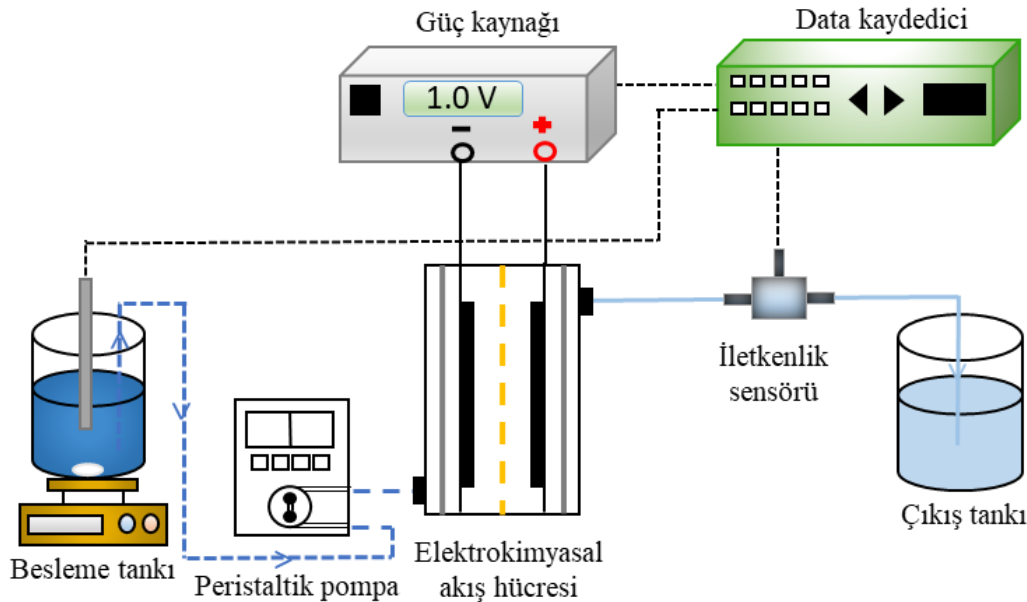 Güç kaynağı
Data kaydedici
1.0 V
−
+
İletkenlik
sensörü
Besleme tankı
Peristaltik pompa
Elektrokimyasal
akış hücresi
Çıkış tankı